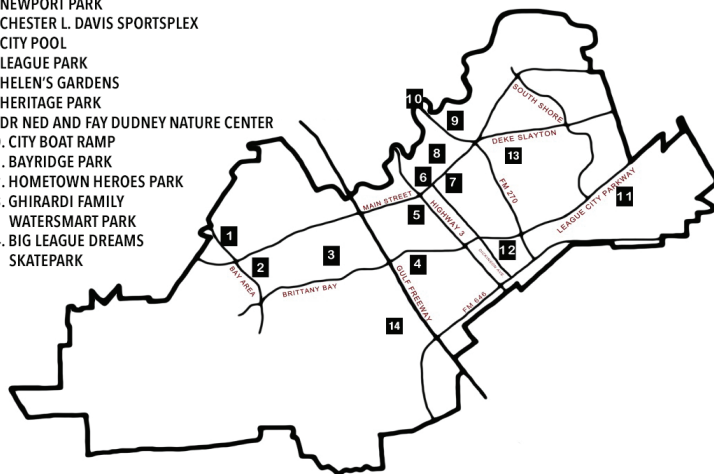 NEWPORT PARK
CHESTER L. DAVIS SPORTSPLEX
CITY POOL
LEAGUE PARK
HELEN'S GARDENS
HERITAGE PARK
DR NED AND FAY DUDNEY NATURE CENTER
. CITY BOAT RAMP
. BAYRIDGE PARK
. HOMETOWN HEROES PARK
. GHIRARDI FAMILY
WATERSMART PARK
. BIG LEAGUE DREAMS
SKATEPARK
10
9
SOUTH SHORE
DEKE SLAYTON
8
13
6
7
FM 270
MAIN STREET
5
HIGHWAY 3
11
LEAGUE CITY PARKWAY
1
2
3
4
12
BAY AREA
BRITTANY BAY
GULF FREEWAY
FM 646
14